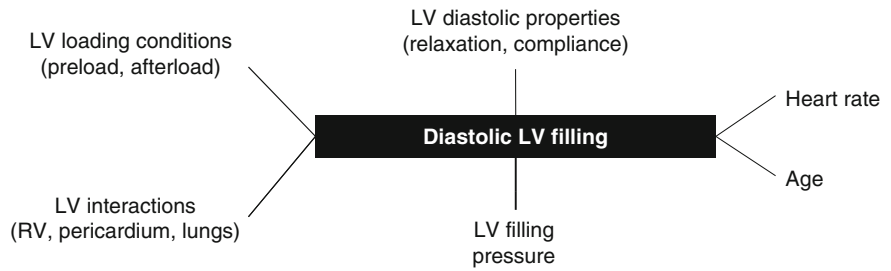 LV diastolic properties
(relaxation, compliance)
LV loading conditions
(preload, afterload)
Heart rate
Diastolic LV filling
Age
LV interactions
(RV, pericardium, lungs)
LV filling
pressure